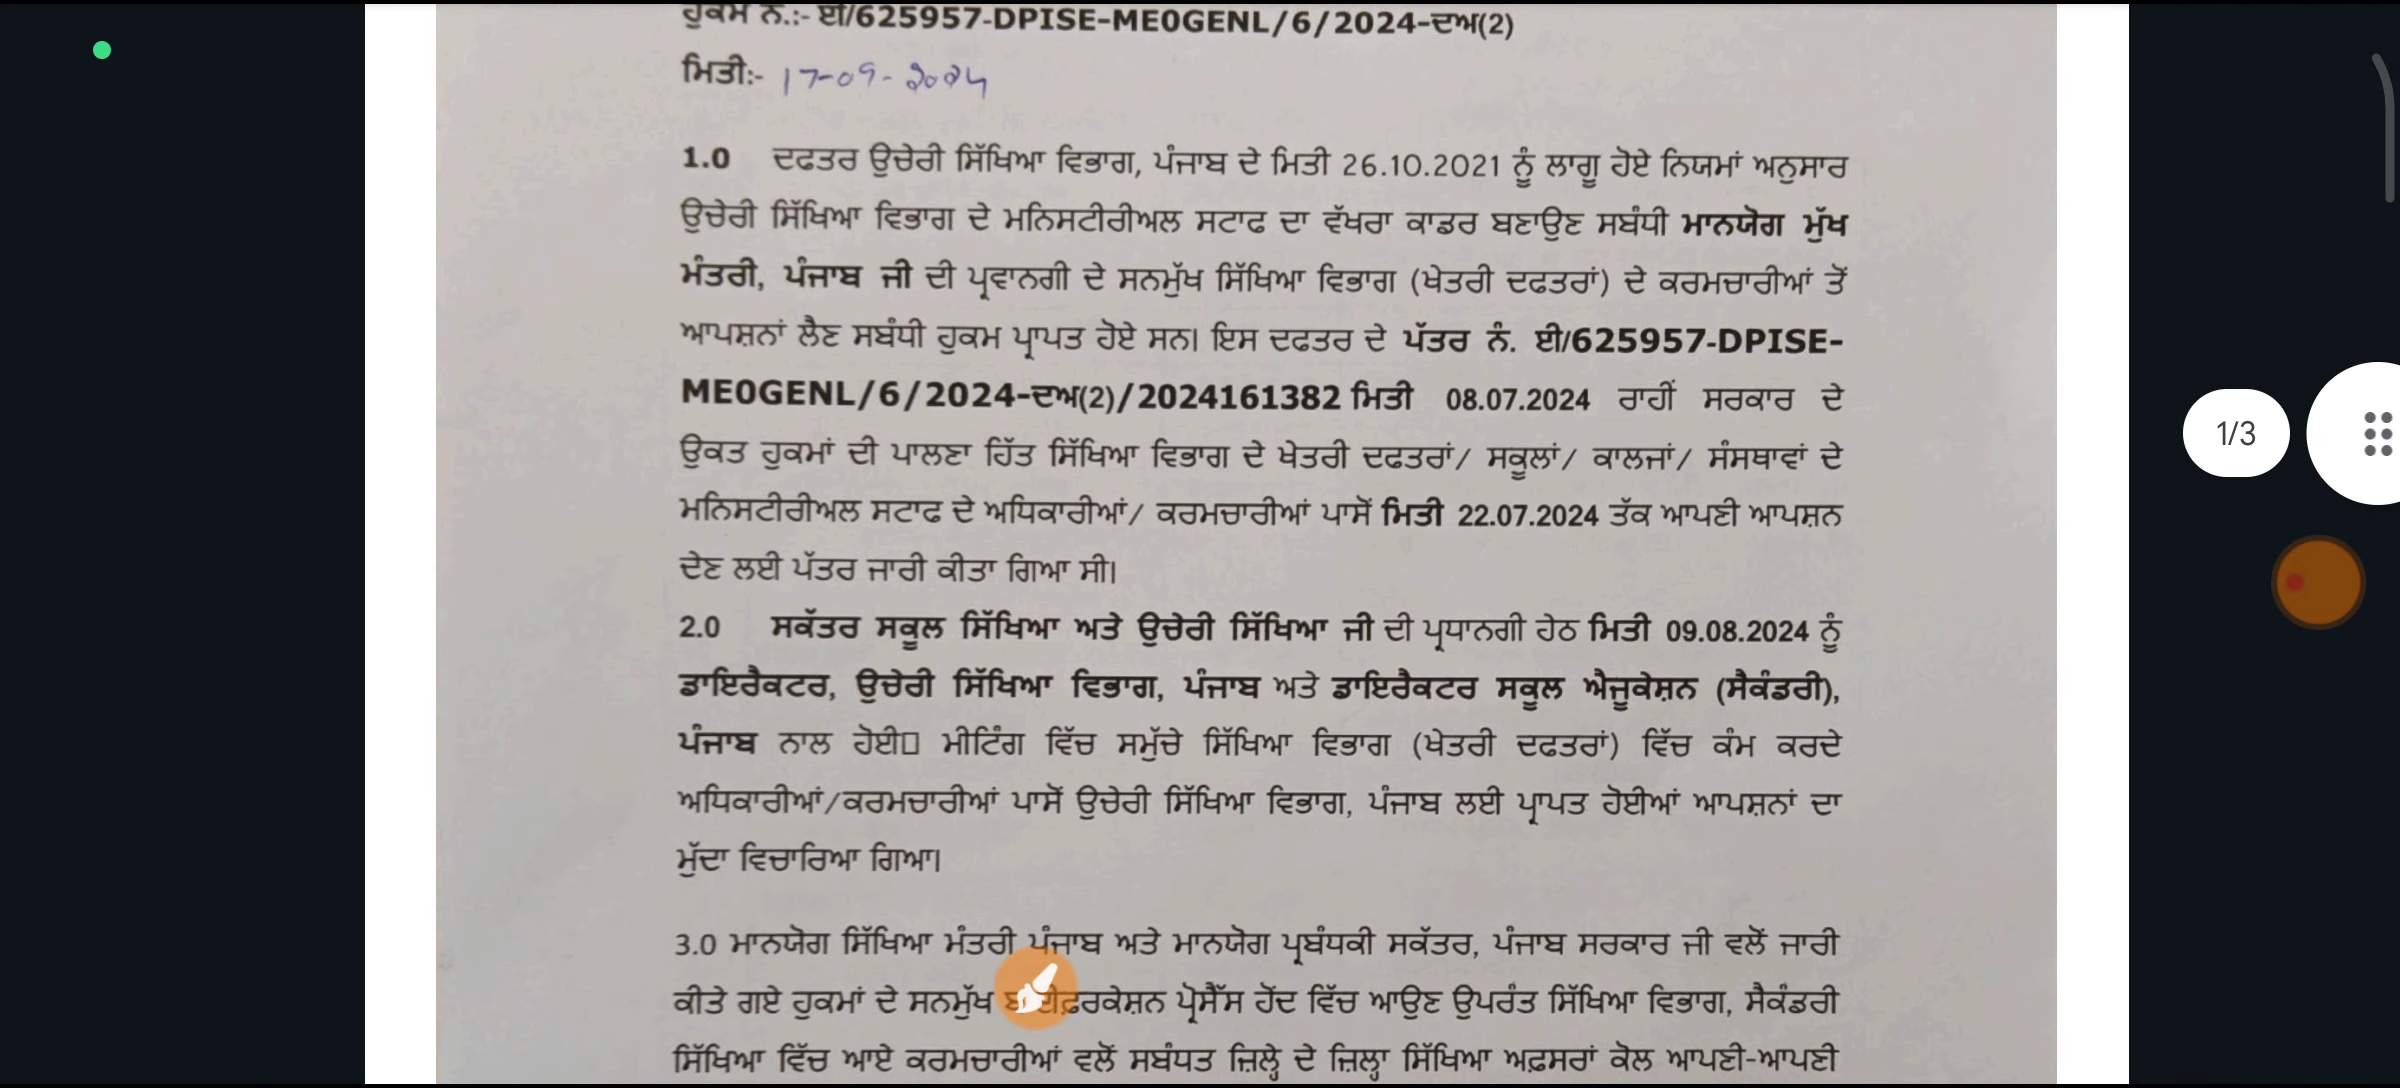 ਹੁਕਮ ਨੰ.:- ਈ/625957-DPISE-ME0GENL/6/2024-ਦਅ(2)
ਮਿਤੀ:- 17-09-2024
1.0 ਦਫਤਰ ਉਚੇਰੀ ਸਿੱਖਿਆ ਵਿਭਾਗ, ਪੰਜਾਬ ਦੇ ਮਿਤੀ 26.10.2021 ਨੂੰ ਲਾਗੂ ਹੋਏ ਨਿਯਮਾਂ ਅਨੁਸਾਰ
ਉਚੇਰੀ ਸਿੱਖਿਆ ਵਿਭਾਗ ਦੇ ਮਨਿਸਟੀਰੀਅਲ ਸਟਾਫ ਦਾ ਵੱਖਰਾ ਕਾਡਰ ਬਣਾਉਣ ਸਬੰਧੀ ਮਾਨਯੋਗ ਮੁੱਖ
ਮੰਤਰੀ, ਪੰਜਾਬ ਜੀ ਦੀ ਪ੍ਰਵਾਨਗੀ ਦੇ ਸਨਮੁੱਖ ਸਿੱਖਿਆ ਵਿਭਾਗ (ਖੇਤਰੀ ਦਫਤਰਾਂ) ਦੇ ਕਰਮਚਾਰੀਆਂ ਤੋਂ
ਆਪਸ਼ਨਾਂ ਲੈਣ ਸਬੰਧੀ ਹੁਕਮ ਪ੍ਰਾਪਤ ਹੋਏ ਸਨ। ਇਸ ਦਫਤਰ ਦੇ ਪੱਤਰ ਨੰ. ਈ/625957-DPISE-
ME0GENL/6/2024-ਦਅ(2)/2024161382 ਮਿਤੀ 08.07.2024 ਰਾਹੀਂ ਸਰਕਾਰ ਦੇ
ਉਕਤ ਹੁਕਮਾਂ ਦੀ ਪਾਲਣਾ ਹਿੱਤ ਸਿੱਖਿਆ ਵਿਭਾਗ ਦੇ ਖੇਤਰੀ ਦਫਤਰਾਂ/ ਸਕੂਲਾਂ/ ਕਾਲਜਾਂ/ ਸੰਸਥਾਵਾਂ ਦੇ
ਮਨਿਸਟੀਰੀਅਲ ਸਟਾਫ ਦੇ ਅਧਿਕਾਰੀਆਂ/ ਕਰਮਚਾਰੀਆਂ ਪਾਸੋਂ ਮਿਤੀ 22.07.2024 ਤੱਕ ਆਪਣੀ ਆਪਸ਼ਨ
ਦੇਣ ਲਈ ਪੱਤਰ ਜਾਰੀ ਕੀਤਾ ਗਿਆ ਸੀ।
2.0 ਸਕੱਤਰ ਸਕੂਲ ਸਿੱਖਿਆ ਅਤੇ ਉਚੇਰੀ ਸਿੱਖਿਆ ਜੀ ਦੀ ਪ੍ਰਧਾਨਗੀ ਹੇਠ ਮਿਤੀ 09.08.2024 ਨੂੰ
ਡਾਇਰੈਕਟਰ, ਉਚੇਰੀ ਸਿੱਖਿਆ ਵਿਭਾਗ, ਪੰਜਾਬ ਅਤੇ ਡਾਇਰੈਕਟਰ ਸਕੂਲ ਐਜੂਕੇਸ਼ਨ (ਸੈਕੰਡਰੀ),
ਪੰਜਾਬ ਨਾਲ ਹੋਈ ਮੀਟਿੰਗ ਵਿੱਚ ਸਮੁੱਚੇ ਸਿੱਖਿਆ ਵਿਭਾਗ (ਖੇਤਰੀ ਦਫਤਰਾਂ) ਵਿੱਚ ਕੰਮ ਕਰਦੇ
ਅਧਿਕਾਰੀਆਂ/ਕਰਮਚਾਰੀਆਂ ਪਾਸੋਂ ਉਚੇਰੀ ਸਿੱਖਿਆ ਵਿਭਾਗ, ਪੰਜਾਬ ਲਈ ਪ੍ਰਾਪਤ ਹੋਈਆਂ ਆਪਸ਼ਨਾਂ ਦਾ
ਮੁੱਦਾ ਵਿਚਾਰਿਆ ਗਿਆ।
3.0 ਮਾਨਯੋਗ ਸਿੱਖਿਆ ਮੰਤਰੀ ਪੰਜਾਬ ਅਤੇ ਮਾਨਯੋਗ ਪ੍ਰਬੰਧਕੀ ਸਕੱਤਰ, ਪੰਜਾਬ ਸਰਕਾਰ ਜੀ ਵਲੋਂ ਜਾਰੀ
ਕੀਤੇ ਗਏ ਹੁਕਮਾਂ ਦੇ ਸਨਮੁੱਖ ਪ੍ਰੋਸੈੱਸ ਹੋਂਦ ਵਿੱਚ ਆਉਣ ਉਪਰੰਤ ਸਿੱਖਿਆ ਵਿਭਾਗ, ਸੈਕੰਡਰੀ
ਸਿੱਖਿਆ ਵਿੱਚ ਆਏ ਕਰਮਚਾਰੀਆਂ ਵਲੋਂ ਸਬੰਧਤ ਜ਼ਿਲ੍ਹੇ ਦੇ ਜ਼ਿਲ੍ਹਾ ਸਿੱਖਿਆ ਅਫ਼ਸਰਾਂ ਕੋਲ ਆਪਣੀ-ਆਪਣੀ
1/3